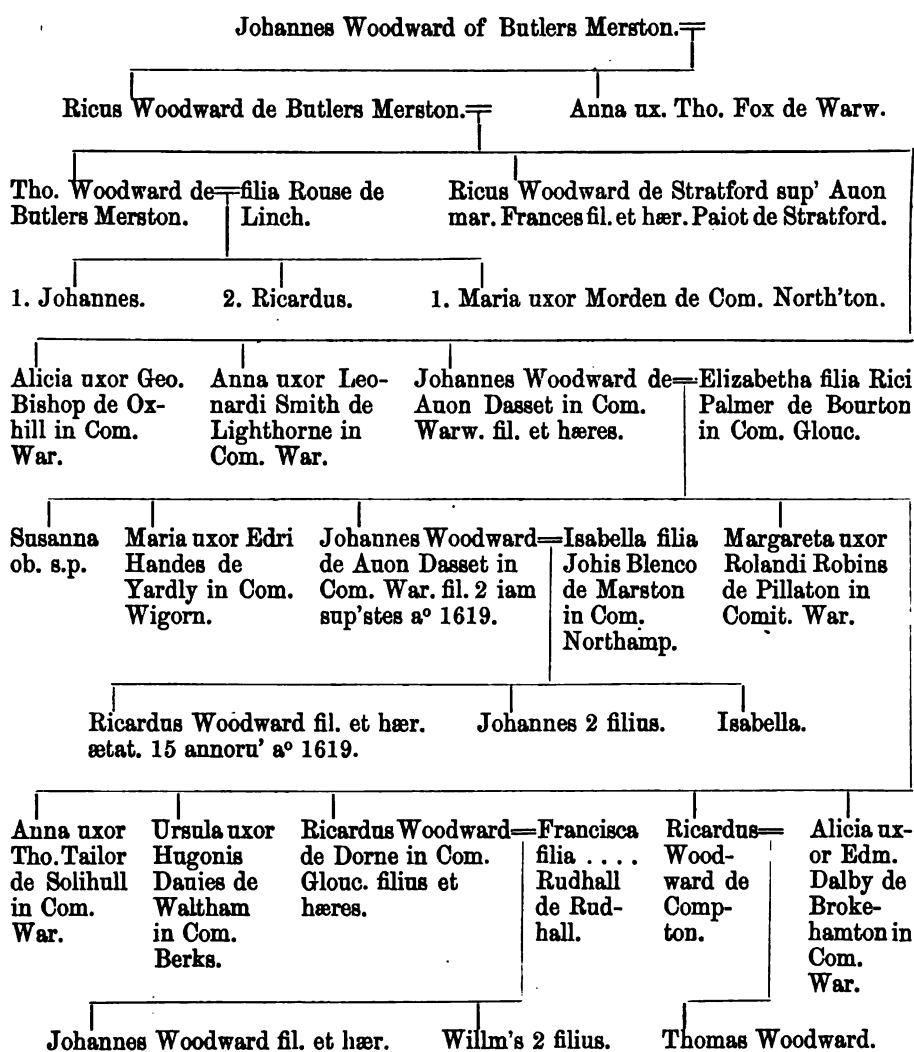 Johannes Woodward of Butlers Merston.
Ricus Woodward de Butlers Merston.
Anna ux. Tho. Fox de Warw.
Tho. Woodward de
Butlers Merston.
filia Rouse de
Linch.
Ricus Woodward de Stratford sup' Auon
mar. Frances fil. et hær. Paiot de Stratford.
1. Johannes.
2. Ricardus.
1. Maria uxor Morden de Com. North'ton.
Alicia uxor Geo.
Bishop de Ox-
hill in Com.
War.
Anna uxor Leo-
nardi Smith de
Lighthorne in
Com. War.
Johannes Woodward de
Auon Dasset in Com.
Warw. fil. et hæres.
Elizabetha filia Rici
Palmer de Bourton
in Com. Glouc.
Susanna
ob. s.p.
Maria uxor Edri
Handes de
Yardly in Com.
Wigorn.
Johannes Woodward
de Auon Dasset in
Com. War. fil. 2 iam
sup'stes aº 1619.
Isabella filia
Johis Blenco
de Marston
in Com.
Northamp.
Margareta uxor
Rolandi Robins
de Pillaton in
Comit. War.
Ricardus Woodward fil. et hær.
ætat. 15 annoru' aº 1619.
Johannes 2 filius.
Isabella.
Anna uxor
Tho. Tailor
de Solihull
in Com.
War.
Ursula uxor
Hugonis
Dauies de
Waltham
in Com.
Berks.
Ricardus Woodward
de Dorne in Com.
Glouc. filius et
hæres.
Francisca
filia ....
Rudhall
de Rud-
hall.
Ricardus
Wood-
ward de
Comp-
ton.
Alicia ux-
or Edm.
Dalby de
Broke-
hamton in
Com.
War.
Johannes Woodward fil. et hær.
Willm's 2 filius.
Thomas Woodward.